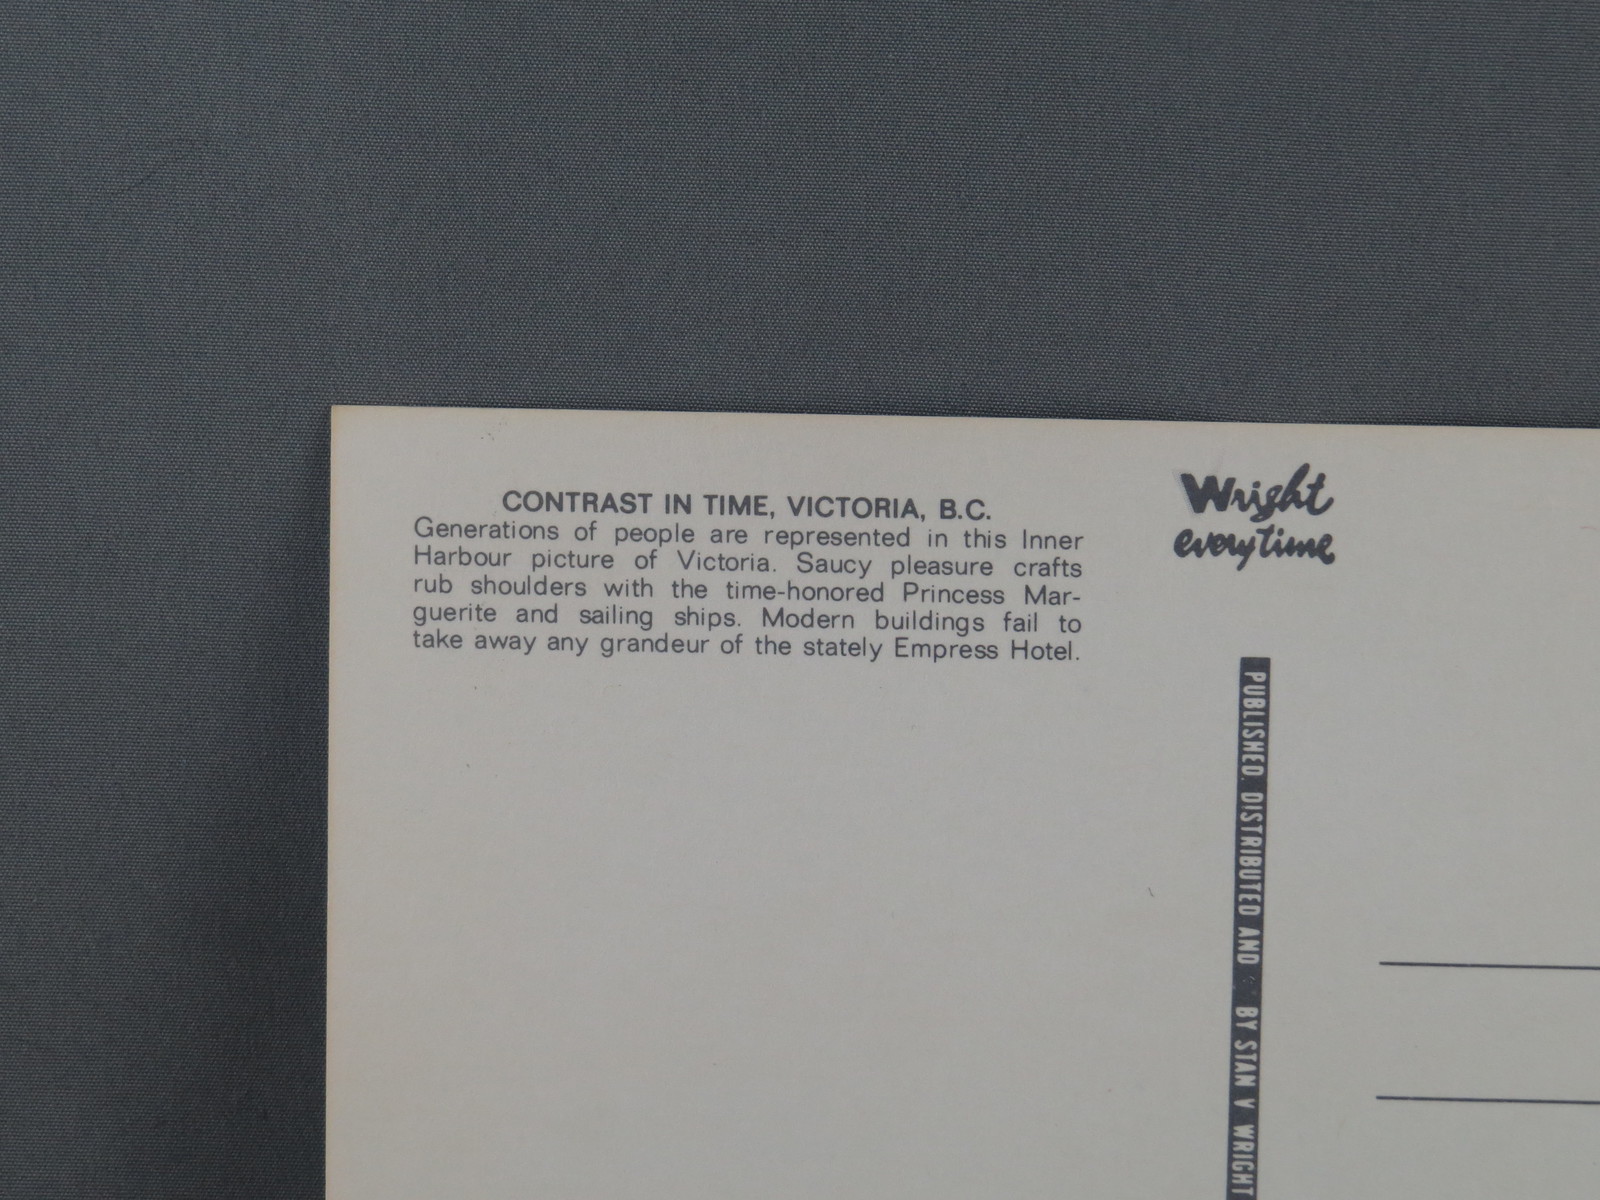 CONTRAST IN TIME, VICTORIA, B.C.
Generations of people are represented in this Inner
Harbour picture of Victoria. Saucy pleasure crafts
rub shoulders with the time-honored Princess Mar-
guerite and sailing ships. Modern buildings fail to
take away any grandeur of the stately Empress Hotel.
Wright
everytime
PUBLISHED, DISTRIBUTED AND BY STAN V WRIGHT